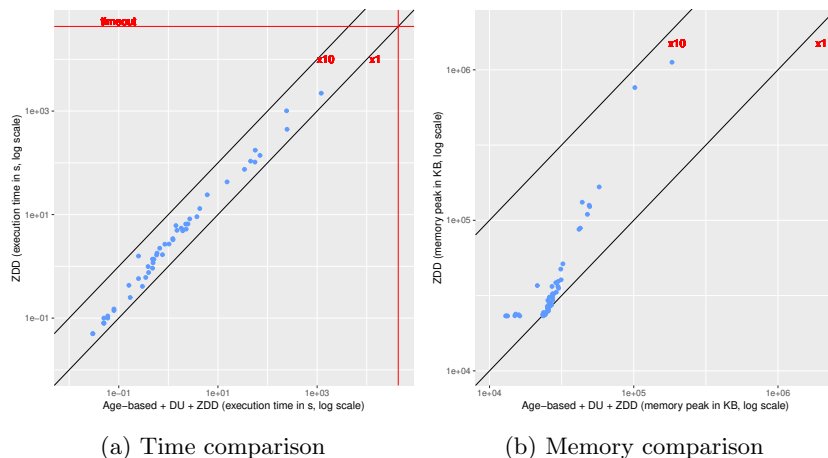 timeout
x10
x1
1e+03
1e+01
1e−01
1e−01
1e+01
1e+03
ZDD (execution time in s, log scale)
Age−based + DU + ZDD (execution time in s, log scale)
(a) Time comparison
x10
x1
1e+06
1e+05
1e+04
1e+04
1e+05
1e+06
ZDD (memory peak in KB, log scale)
Age−based + DU + ZDD (memory peak in KB, log scale)
(b) Memory comparison